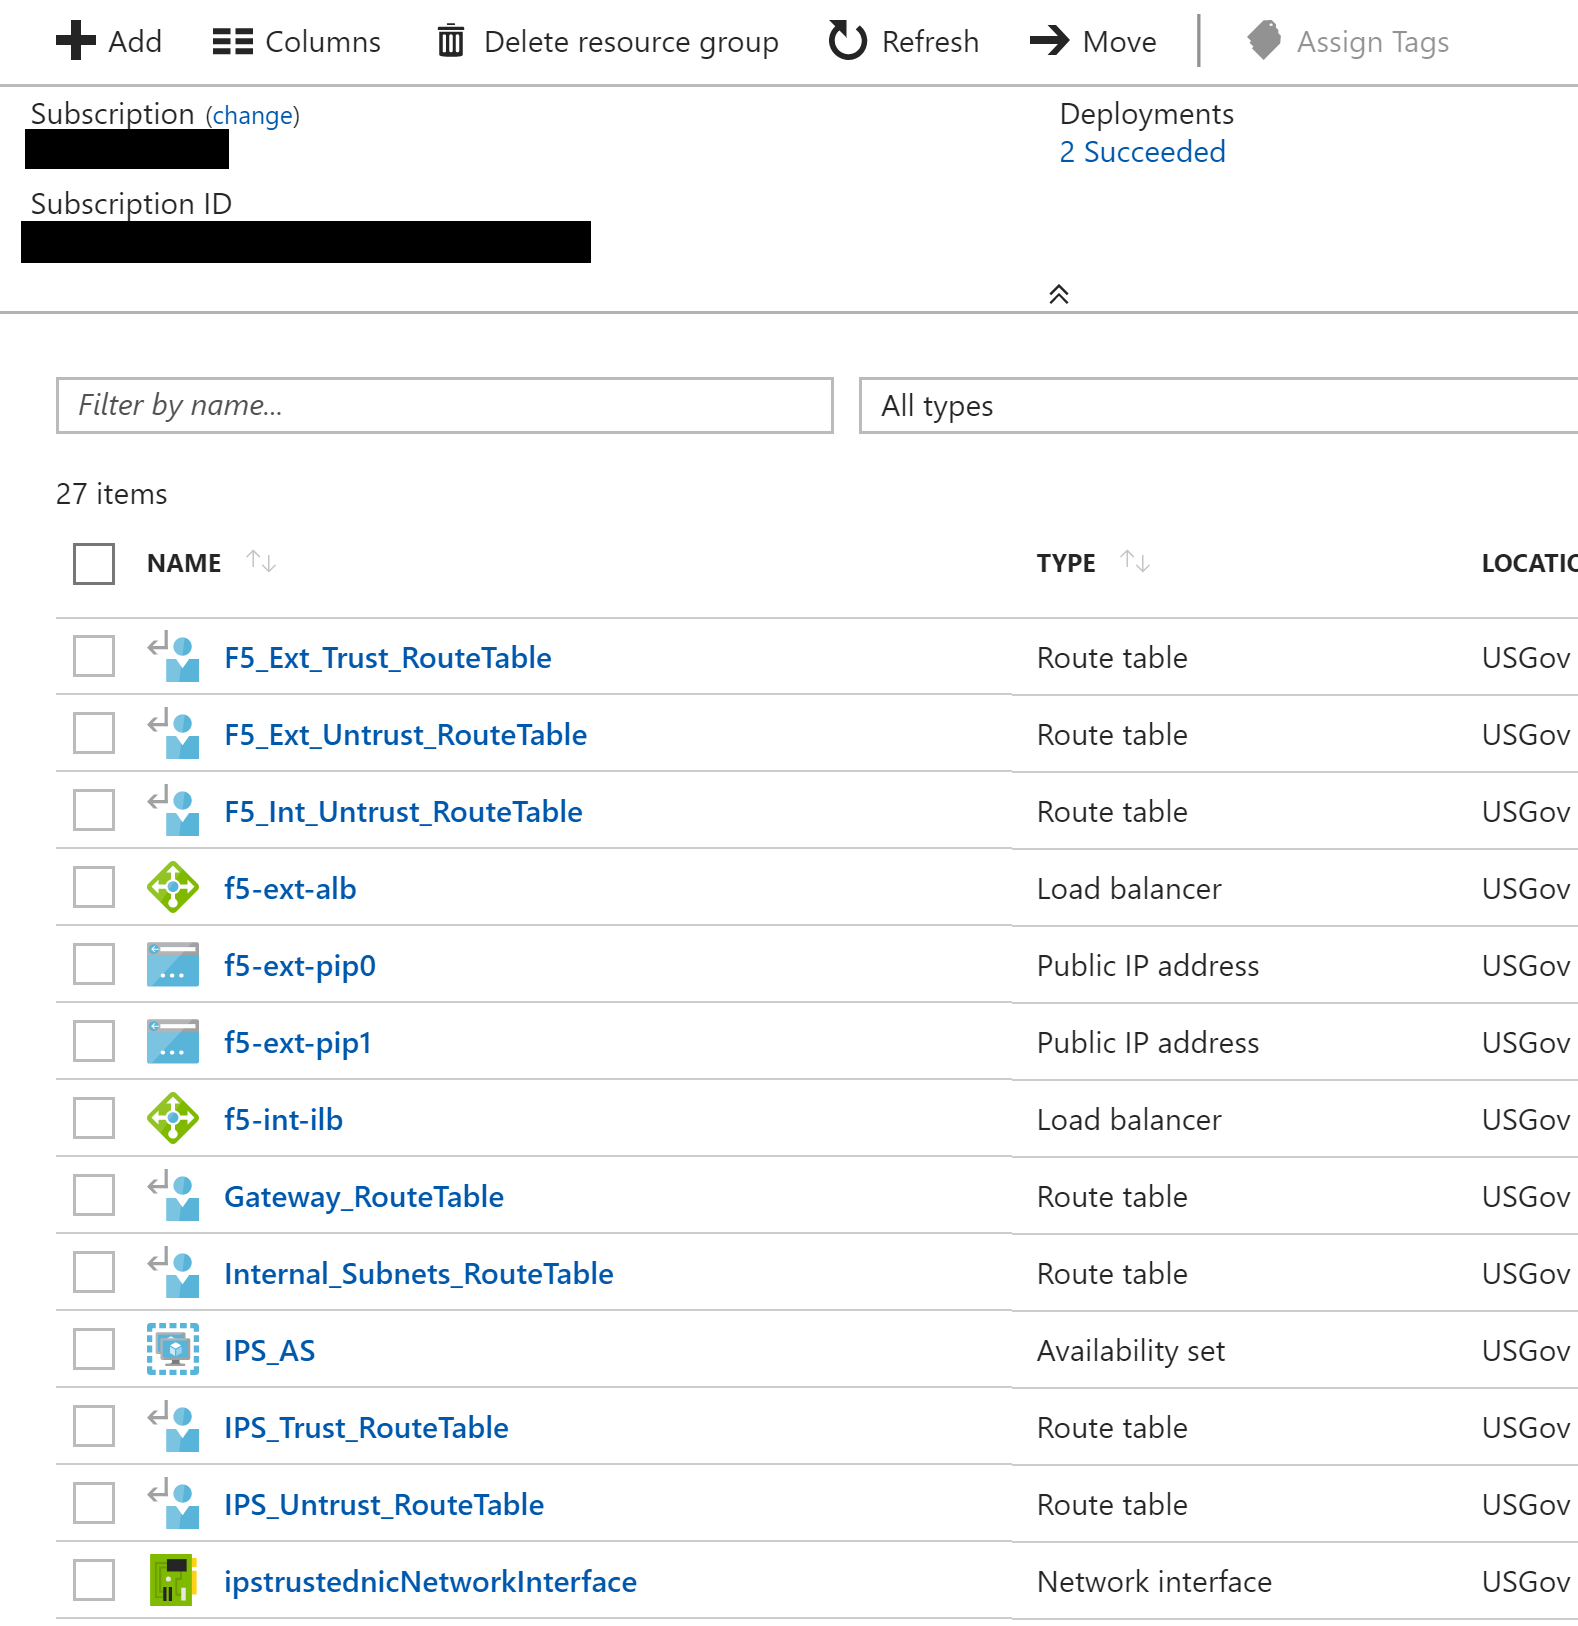 Add Columns Delete resource group Refresh Move Assign Tags
Subscription (change)
Deployments
2 Succeeded
Subscription ID
Filter by name...
All types
27 items
NAME TYPE LOCATIO
F5_Ext_Trust_RouteTable Route table USGov
F5_Ext_Untrust_RouteTable Route table USGov
F5_Int_Untrust_RouteTable Route table USGov
f5-ext-alb Load balancer USGov
f5-ext-pip0 Public IP address USGov
f5-ext-pip1 Public IP address USGov
f5-int-ilb Load balancer USGov
Gateway_RouteTable Route table USGov
Internal_Subnets_RouteTable Route table USGov
IPS_AS Availability set USGov
IPS_Trust_RouteTable Route table USGov
IPS_Untrust_RouteTable Route table USGov
ipstrustednicNetworkInterface Network interface USGov